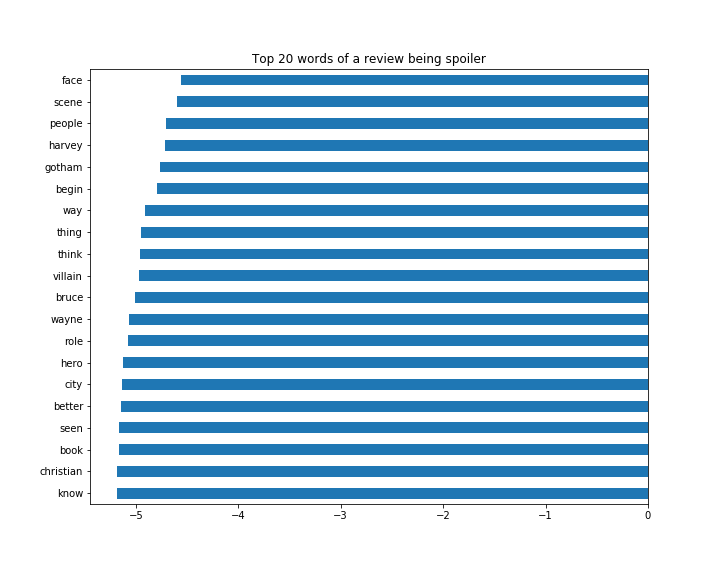 Top 20 words of a review being spoiler
face
scene
people
harvey
gotham
begin
way
thing
think
villain
bruce
wayne
role
hero
city
better
seen
book
christian
know
−5 −4 −3 −2 −1 0